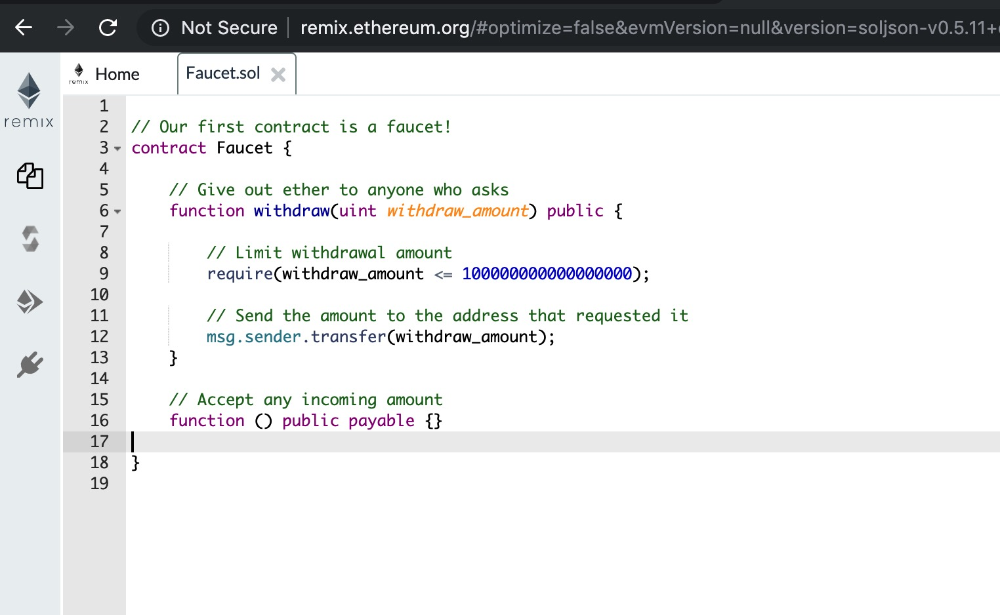 Not Secure remix.ethereum.org/#optimize=false&evmVersion=null&version=soljson-v0.5.11+
remix
remix Home Faucet.sol
1
2 // Our first contract is a faucet!
3 contract Faucet {
4
5 // Give out ether to anyone who asks
6 function withdraw(uint withdraw_amount) public {
7
8 // Limit withdrawal amount
9 require(withdraw_amount <= 100000000000000000);
10
11 // Send the amount to the address that requested it
12 msg.sender.transfer(withdraw_amount);
13 }
14
15 // Accept any incoming amount
16 function () public payable {}
17
18 }
19